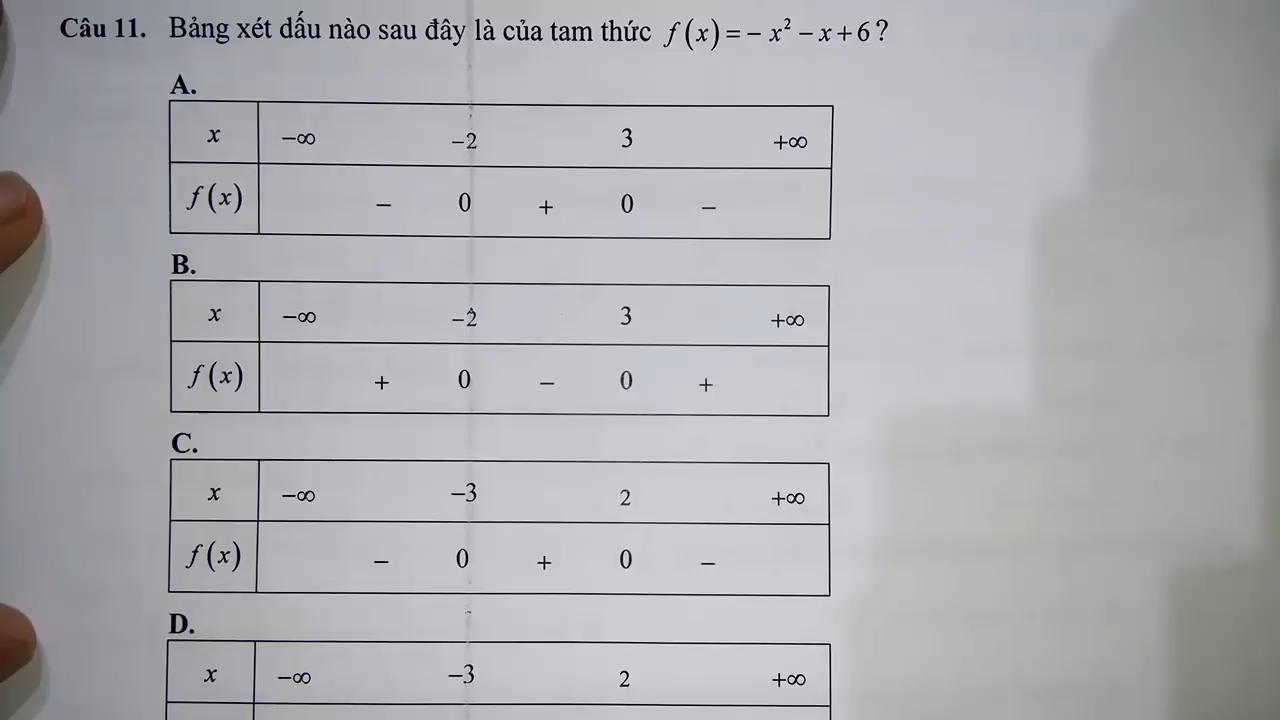 Câu 11. Bảng xét dấu nào sau đây là của tam thức f(x) = − x² − x + 6 ?
A.
x −∞ −2 3 +∞
f(x) − 0 + 0 −
B.
x −∞ −2 3 +∞
f(x) + 0 − 0 +
C.
x −∞ −3 2 +∞
f(x) − 0 + 0 −
D.
x −∞ −3 2 +∞